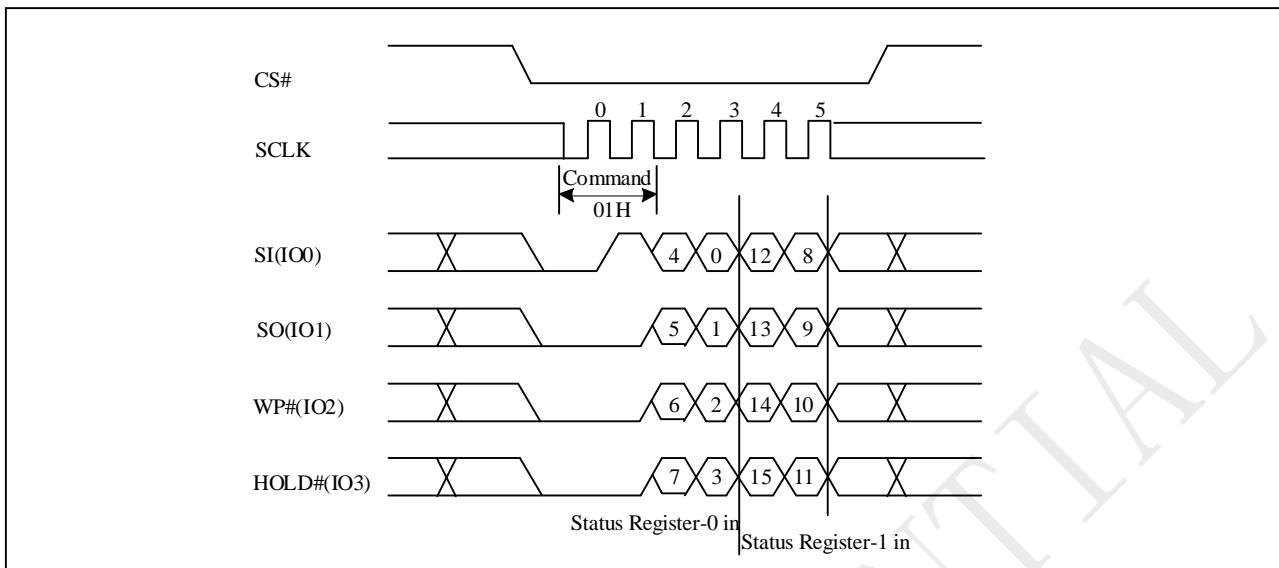 CS#
0 1 2 3 4 5
SCLK
Command
01H
SI(IO0) 4 0 12 8
SO(IO1) 5 1 13 9
WP#(IO2) 6 2 14 10
HOLD#(IO3) 7 3 15 11
Status Register-0 in
Status Register-1 in
NTIAL